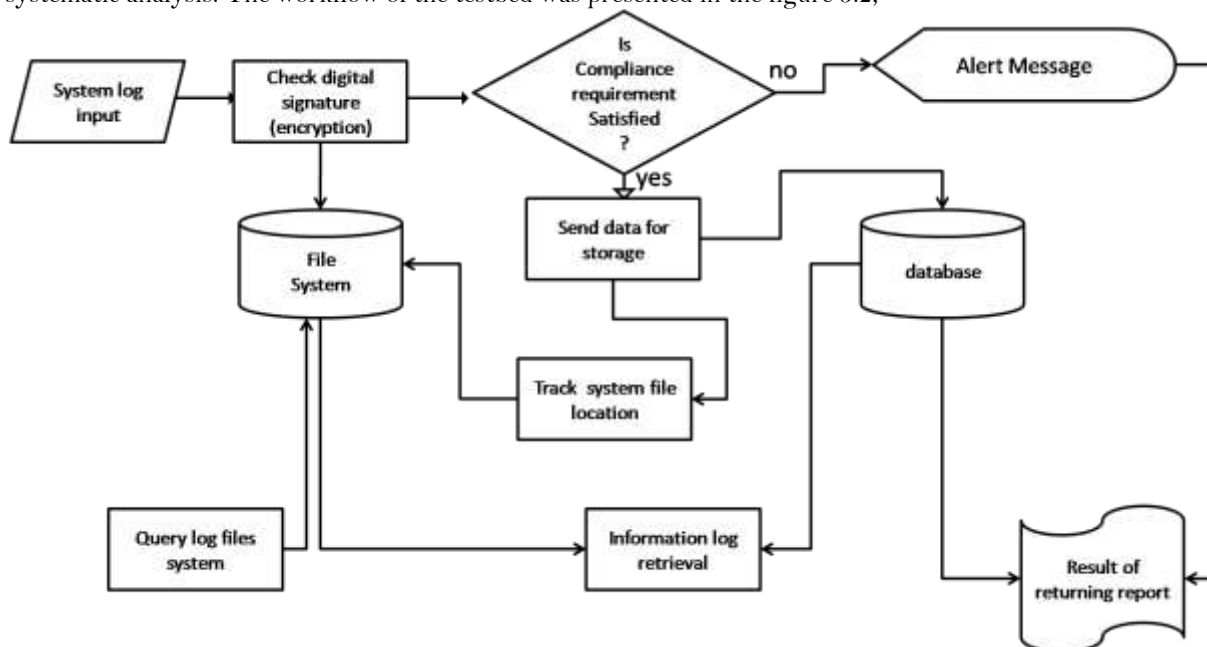 systematic analysis. The workflow of the testbed was presented in the figure 3.2,
System log
input
Check digital
signature
(encryption)
Is
Compliance
requirement
Satisfied
?
no
Alert Message
yes
Send data for
storage
File
System
database
Track system file
location
Query log files
system
Information log
retrieval
Result of
returning report